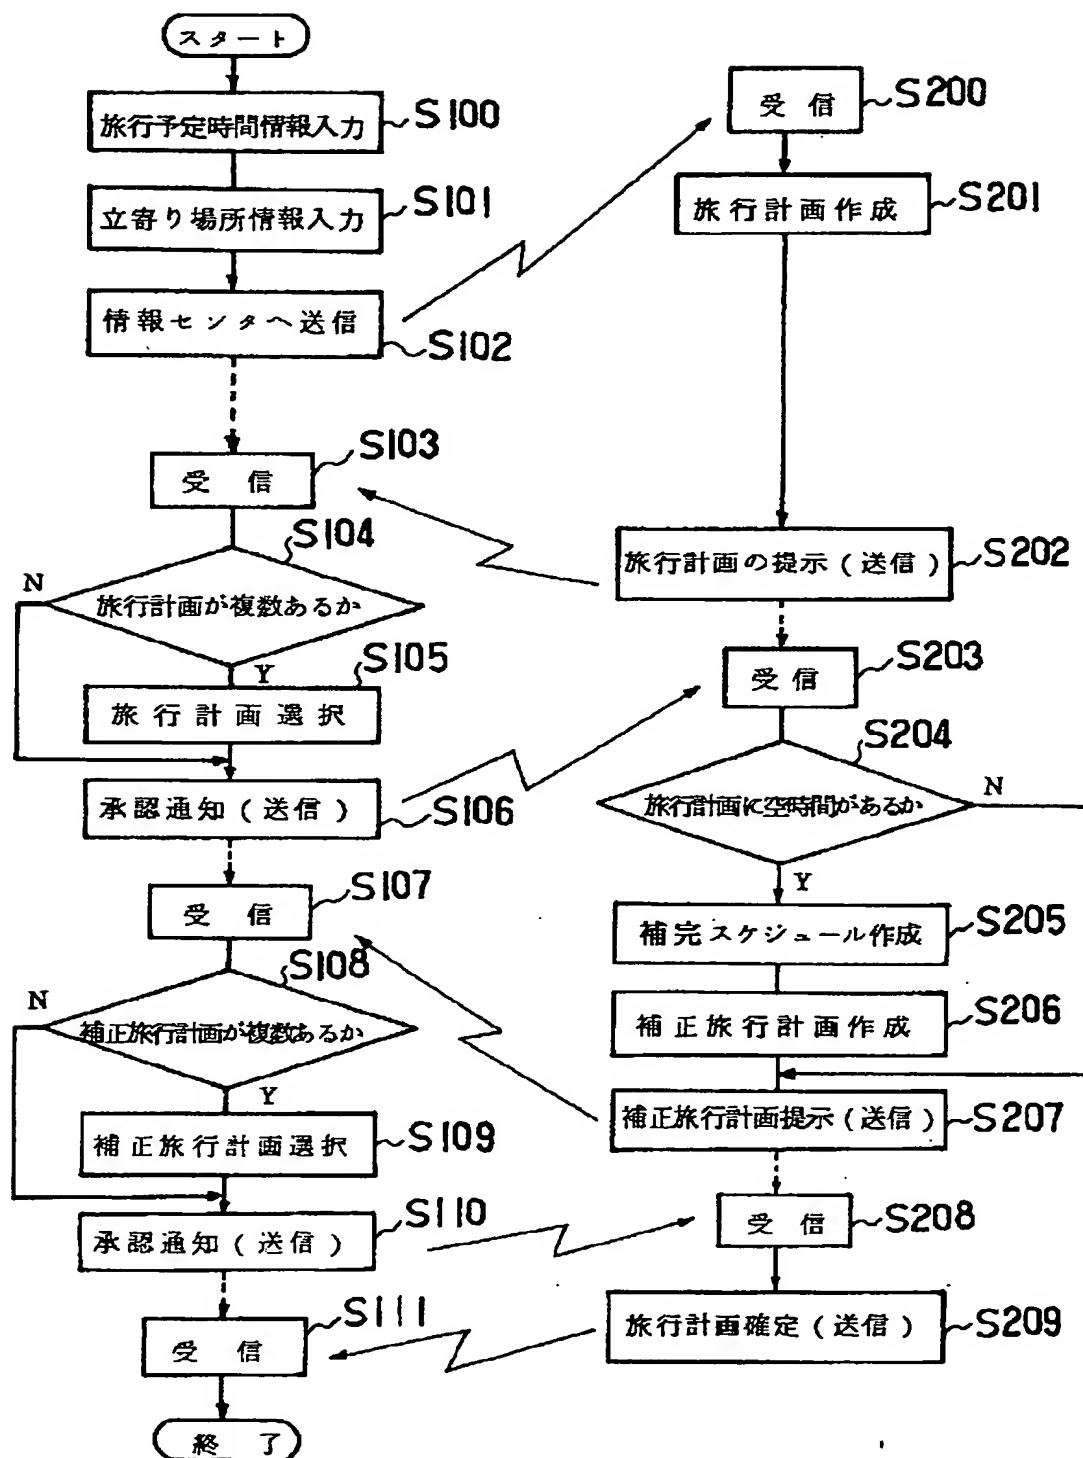 スタート
旅行予定時間情報入力 S100
立寄り場所情報入力 S101
情報センタへ送信 S102
受信 S103
S104
旅行計画が複数あるか
N
Y
S105
旅行計画選択
承認通知(送信) S106
受信 S107
S108
補正旅行計画が複数あるか
N
Y
補正旅行計画選択 S109
承認通知(送信) S110
受信 S111
終了
受信 S200
旅行計画作成 S201
旅行計画の提示(送信) S202
受信 S203
S204
旅行計画に空時間があるか
N
Y
補完スケジュール作成 S205
補正旅行計画作成 S206
補正旅行計画提示(送信) S207
受信 S208
旅行計画確定(送信) S209